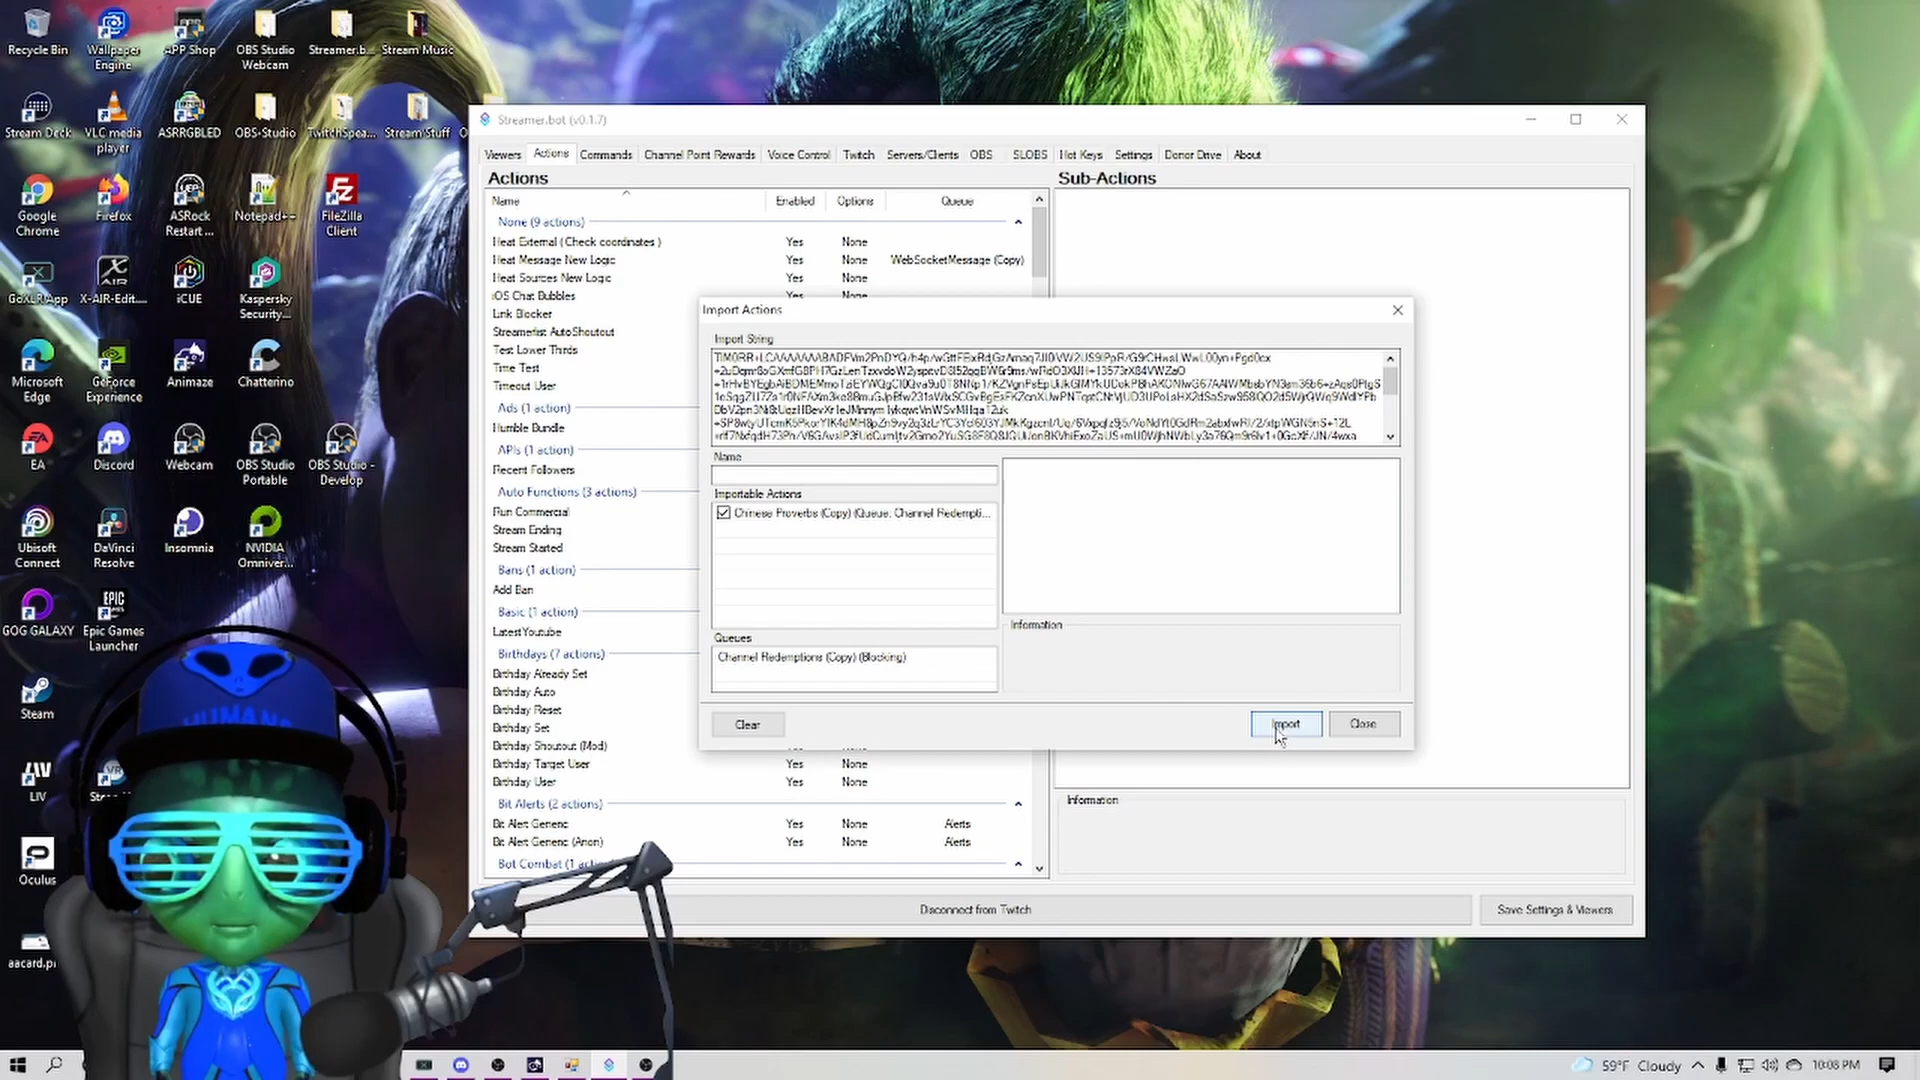 Recycle Bin
Wallpaper
Engine
APP Shop
OBS Studio
Webcam
Streamer.b...
Stream Music
Stream Deck
VLC media
player
ASRRGBLED
OBS-Studio
TwitchSpea...
Stream Stuff
Google
Chrome
Firefox
ASRock
Restart ...
Notepad++
FileZilla
Client
GoXLR App
X-AIR-Edit....
iCUE
Kaspersky
Security...
Microsoft
Edge
GeForce
Experience
Animaze
Chatterino
EA
Discord
Webcam
OBS Studio
Portable
OBS Studio -
Develop
Ubisoft
Connect
DaVinci
Resolve
Insomnia
NVIDIA
Omniver...
GOG GALAXY
Epic Games
Launcher
Steam
LIV
Oculus
HUMANS
Streamer.bot (v0.1.7)
Viewers Actions Commands Channel Point Rewards Voice Control Twitch Servers/Clients OBS SLOBS Hot Keys Settings Donor Drive About
Actions
Sub-Actions
Name Enabled Options Queue
None (9 actions)
Heat External (Check coordinates ) Yes None
Heat Message New Logic Yes None WebSocketMessage (Copy)
Heat Sources New Logic Yes None
iOS Chat Bubbles Yes None
Link Blocker
Streamerlist AutoShoutout
Test Lower Thirds
Time Test
Timeout User
Ads (1 action)
Humble Bundle
APIs (1 action)
Recent Followers
Auto Functions (3 actions)
Run Commercial
Stream Ending
Stream Started
Bans (1 action)
Add Ban
Basic (1 action)
LatestYoutube
Birthdays (7 actions)
Birthday Already Set
Birthday Auto
Birthday Reset
Birthday Set
Birthday Shoutout (Mod)
Birthday Target User Yes None
Birthday User Yes None
Bit Alerts (2 actions)
Bit Alert Generic Yes None Alerts
Bit Alert Generic (Anon) Yes None Alerts
Bot Combat (1
Import Actions
Import String
Name
Importable Actions
Chinese Proverbs (Copy) (Queue: Channel Redempti...
Queues
Channel Redemptions (Copy) (Blocking)
Information
Clear
Import
Close
Information
Disconnect from Twitch
Save Settings & Viewers
59°F Cloudy
10:08 PM